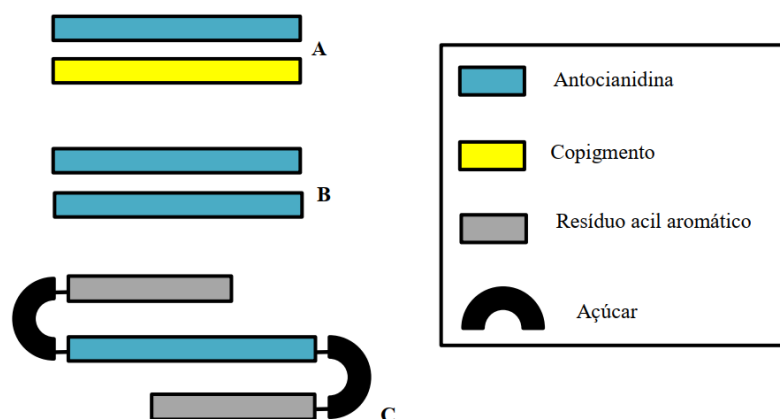 A
B
C
Antocianidina
Copigmento
Resíduo acil aromático
Açúcar